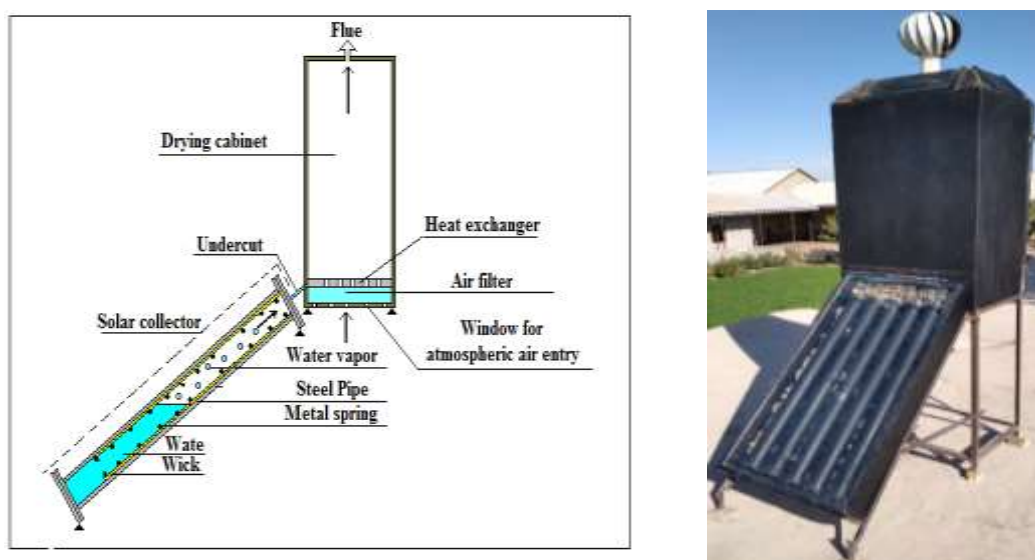 Flue
Drying cabinet
Heat exchanger
Undercut
Air filter
Solar collector
Window for
atmospheric air entry
Water vapor
Steel Pipe
Metal spring
Wate
Wick